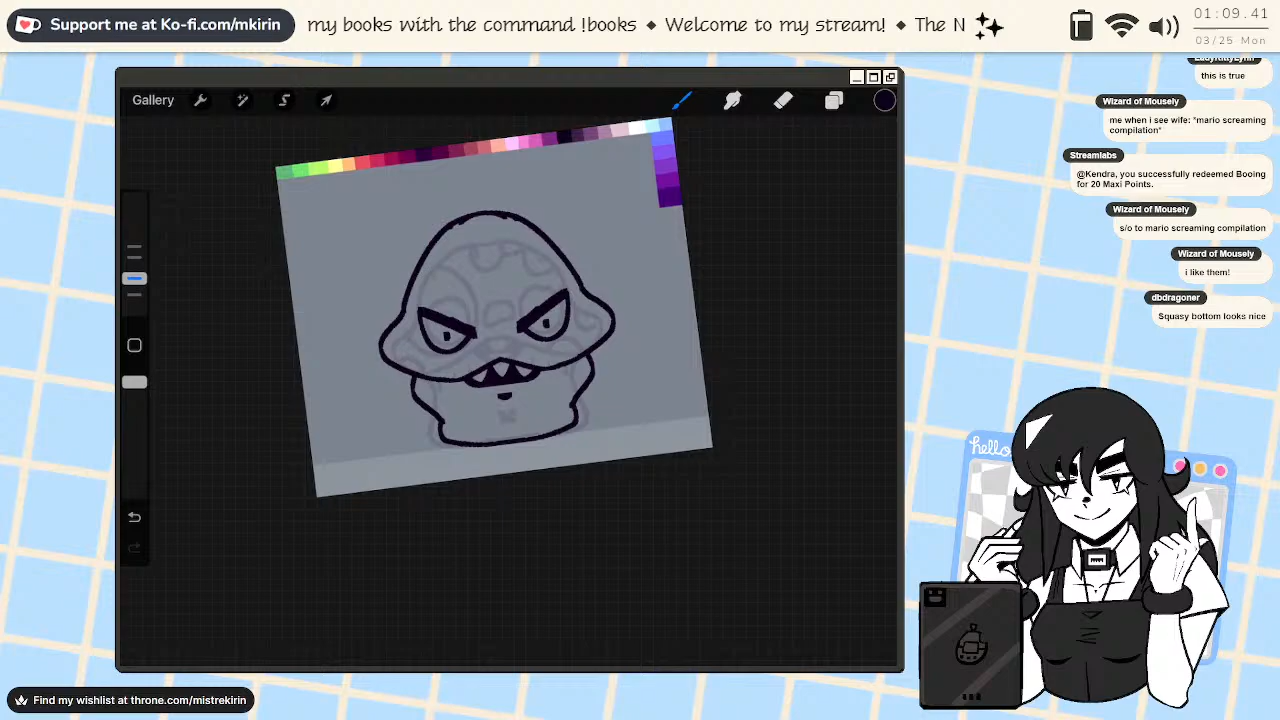 Support me at Ko-fi.com/mkirin
my books with the command !books ◆ Welcome to my stream! ◆ The N
01:09.41
03/25 Mon
Gallery
this is true
Wizard of Mousely
me when i see wife: *mario screaming
compilation*
Streamlabs
@Kendra, you successfully redeemed Booing
for 20 Maxi Points.
Wizard of Mousely
s/o to mario screaming compilation
Wizard of Mousely
i like them!
dbdragoner
Squasy bottom looks nice
hello
Find my wishlist at throne.com/mistrekirin